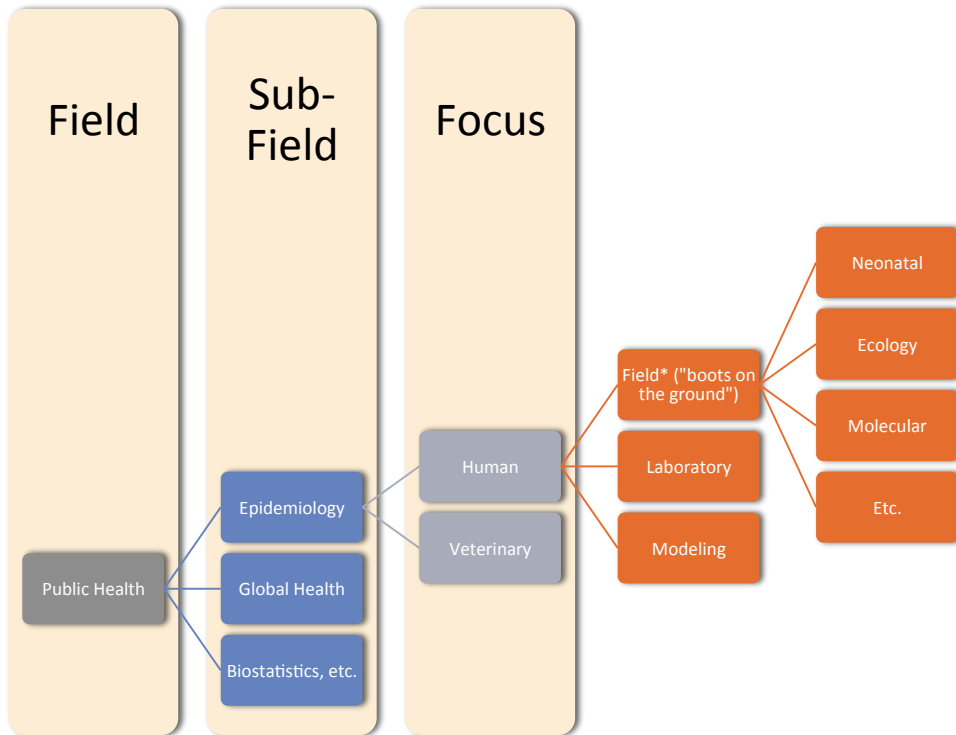 Field
Sub-
Field
Focus
Neonatal
Field* ("boots on
the ground")
Ecology
Molecular
Human
Laboratory
Epidemiology
Etc.
Veterinary
Modeling
Public Health
Global Health
Biostatistics, etc.